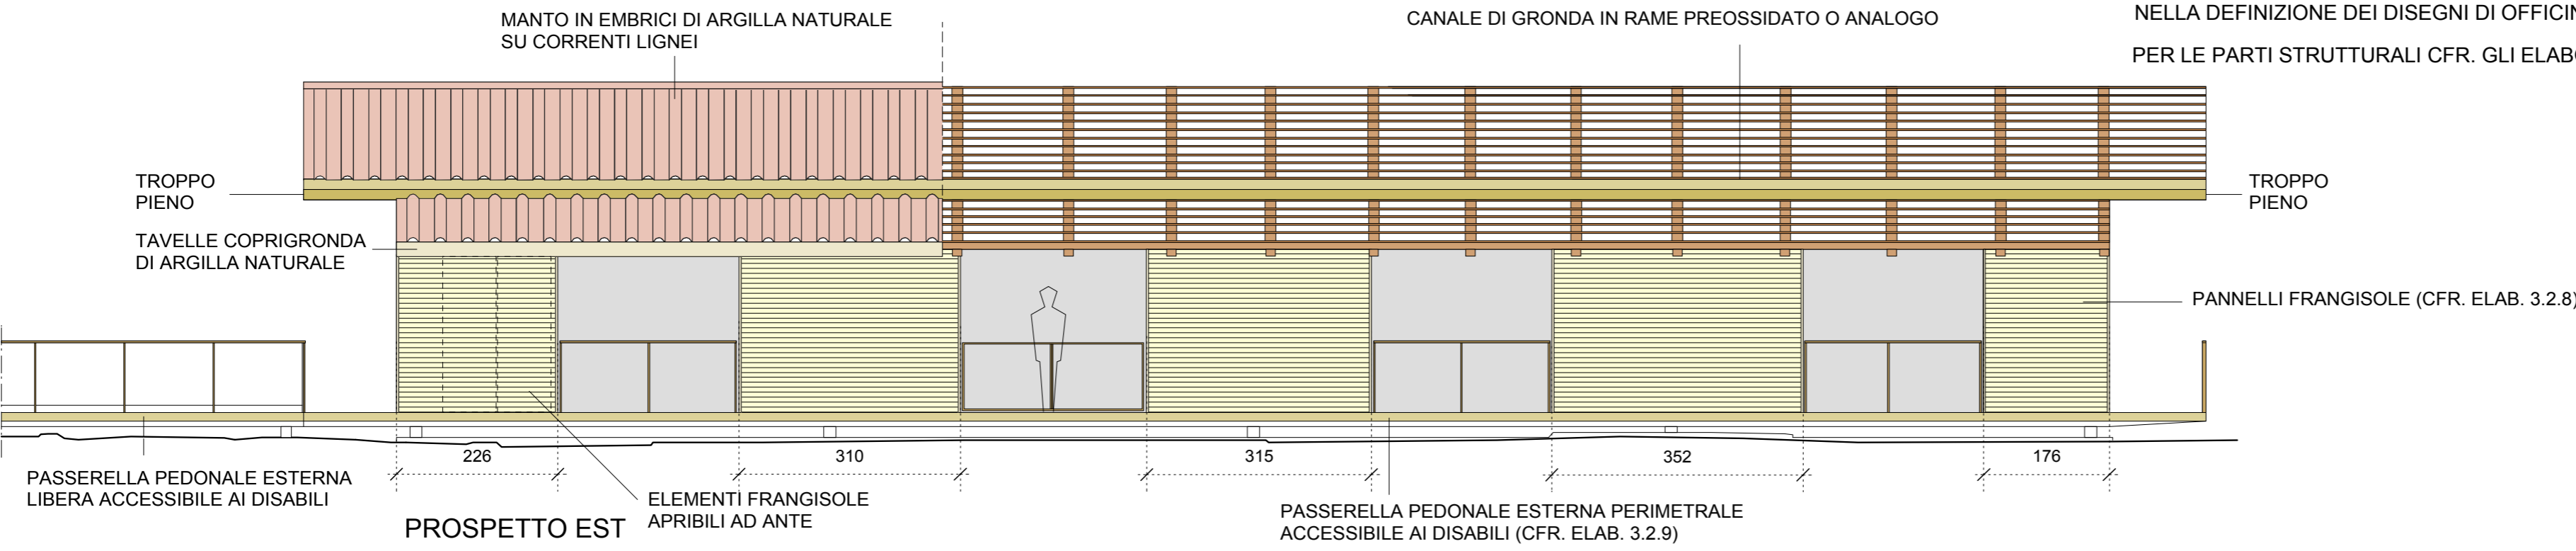 MANTO IN EMBRICI DI ARGILLA NATURALE
SU CORRENTI LIGNEI
CANALE DI GRONDA IN RAME PREOSSIDATO O ANALOGO
NELLA DEFINIZIONE DEI DISEGNI DI OFFICIN
PER LE PARTI STRUTTURALI CFR. GLI ELAB
TROPPO
PIENO
TAVELLE COPRIGRONDA
DI ARGILLA NATURALE
TROPPO
PIENO
PANNELLI FRANGISOLE (CFR. ELAB. 3.2.8)
226
310
315
352
176
PASSERELLA PEDONALE ESTERNA
LIBERA ACCESSIBILE AI DISABILI
ELEMENTI FRANGISOLE
APRIBILI AD ANTE
PROSPETTO EST
PASSERELLA PEDONALE ESTERNA PERIMETRALE
ACCESSIBILE AI DISABILI (CFR. ELAB. 3.2.9)